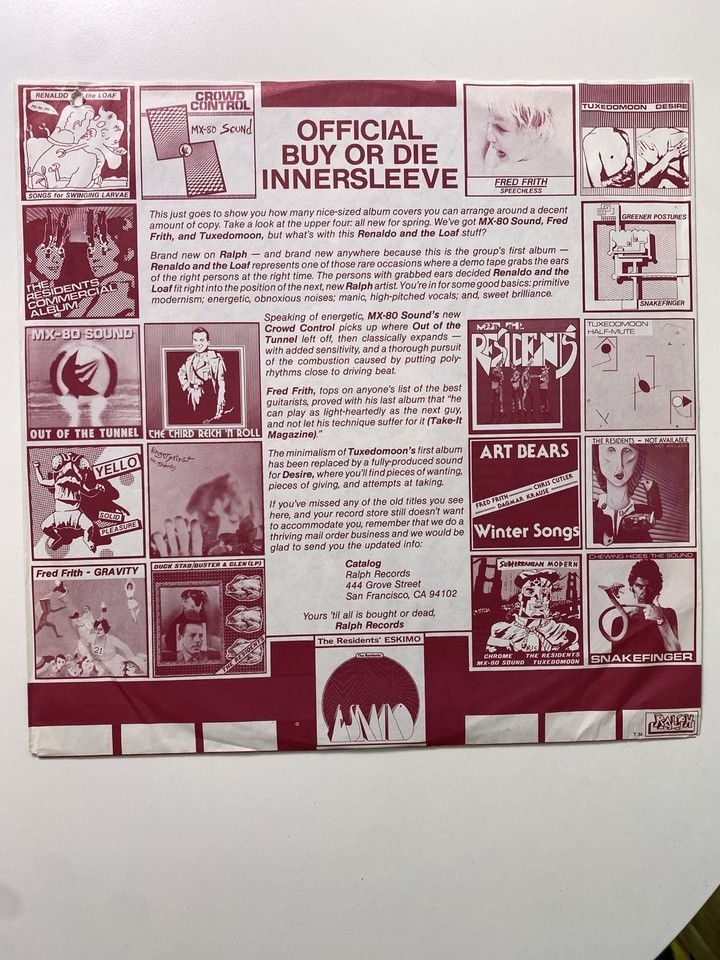 RENALDO & the LOAF
SONGS for SWINGING LARVAE
CROWD
CONTROL
MX-80 Sound
OFFICIAL
BUY OR DIE
INNERSLEEVE
FRED FRITH
SPEECHLESS
TUXEDOMOON DESIRE
THE
RESIDENTS
COMMERCIAL
ALBUM
This just goes to show you how many nice-sized album covers you can arrange around a decent
amount of copy. Take a look at the upper four: all new for spring. We've got MX-80 Sound, Fred
Frith, and Tuxedomoon, but what's with this Renaldo and the Loaf stuff?
Brand new on Ralph — and brand new anywhere because this is the group's first album —
Renaldo and the Loaf represents one of those rare occasions where a demo tape grabs the ears
of the right persons at the right time. The persons with grabbed ears decided Renaldo and the
Loaf fit right into the position of the next, new Ralph artist. You're in for some good basics: primitive
modernism; energetic, obnoxious noises; manic, high-pitched vocals; and, sweet brilliance.
GREENER POSTURES
SNAKEFINGER
MX-80 SOUND
OUT OF THE TUNNEL
THE THIRD REICH 'N ROLL
Speaking of energetic, MX-80 Sound's new
Crowd Control picks up where Out of the
Tunnel left off, then classically expands —
with added sensitivity, and a thorough pursuit
of the combustion caused by putting poly-
rhythms close to driving beat.
Fred Frith, tops on anyone's list of the best
guitarists, proved with his last album that "he
can play as light-heartedly as the next guy,
and not let his technique suffer for it (Take-It
Magazine)."
The minimalism of Tuxedomoon's first album
has been replaced by a fully-produced sound
for Desire, where you'll find pieces of wanting,
pieces of giving, and attempts at taking.
If you've missed any of the old titles you see
here, and your record store still doesn't want
to accommodate you, remember that we do a
thriving mail order business and we would be
glad to send you the updated info:
Catalog
Ralph Records
444 Grove Street
San Francisco, CA 94102
Yours 'til all is bought or dead,
Ralph Records
MEET THE
RESIDENTS
TUXEDOMOON
HALF-MUTE
YELLO
SOLID
PLEASURE
fingerprince
the residents
ART BEARS
FRED FRITH
CHRIS CUTLER
DAGMAR KRAUSE
Winter Songs
THE RESIDENTS - NOT AVAILABLE
Fred Frith - GRAVITY
21
DUCK STAB/BUSTER & GLEN (LP)
THE RESIDENTS
SUBTERRANEAN MODERN
CHROME THE RESIDENTS
MX-80 SOUND TUXEDOMOON
CHEWING HIDES THE SOUND
SNAKEFINGER
The Residents' ESKIMO
The Residents
ESKIMO
T.M. RALPH